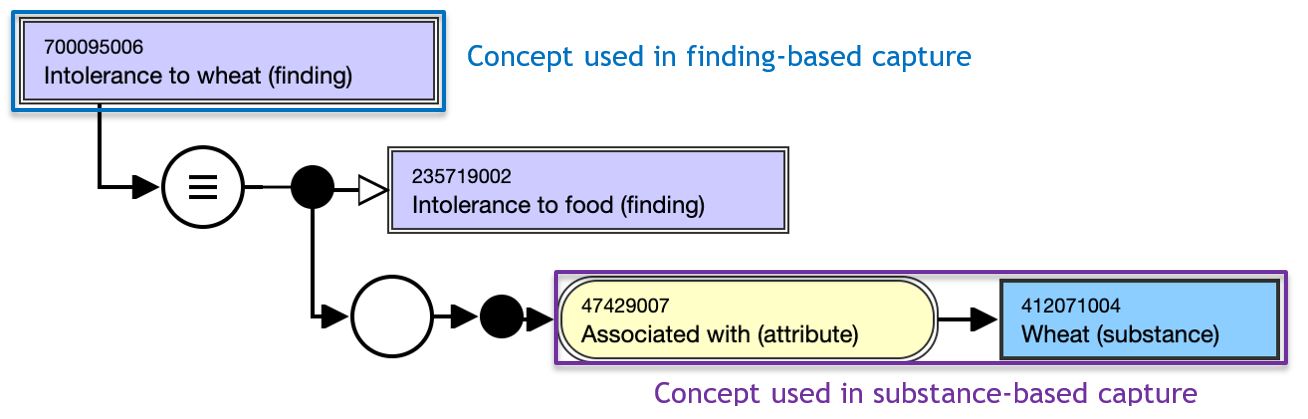 700095006
Intolerance to wheat (finding)
Concept used in finding-based capture
235719002
Intolerance to food (finding)
47429007
Associated with (attribute)
412071004
Wheat (substance)
Concept used in substance-based capture